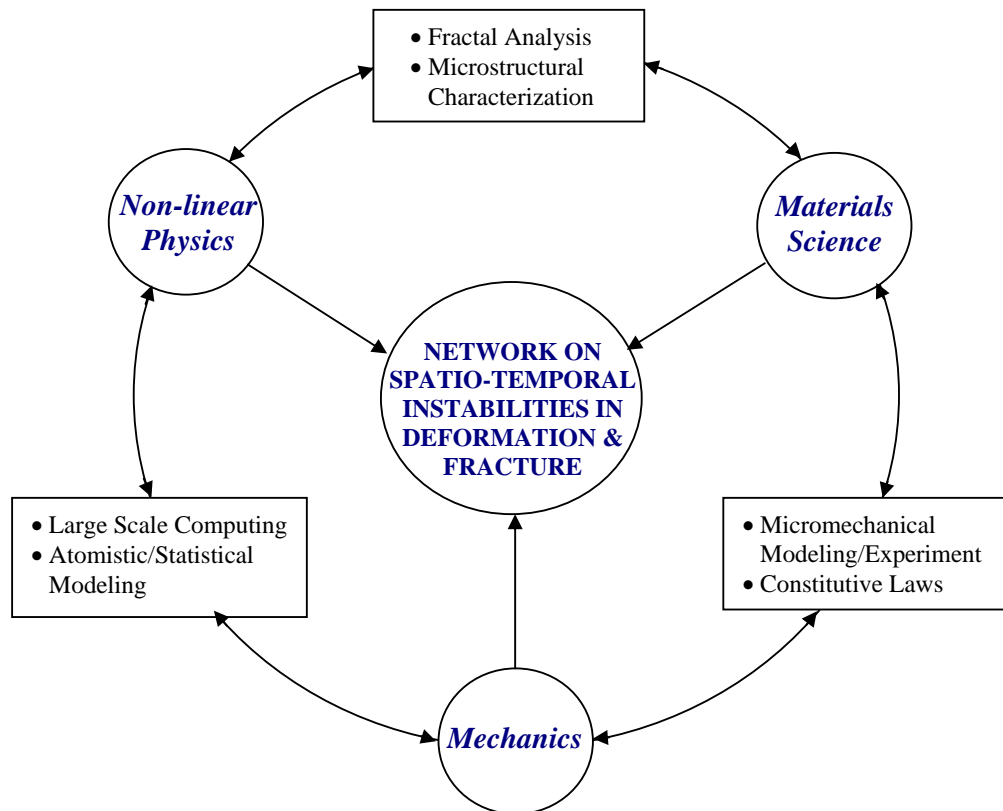 • Fractal Analysis
• Microstructural
Characterization
Non-linear
Physics
Materials
Science
NETWORK ON
SPATIO-TEMPORAL
INSTABILITIES IN
DEFORMATION &
FRACTURE
• Large Scale Computing
• Atomistic/Statistical
Modeling
• Micromechanical
Modeling/Experiment
• Constitutive Laws
Mechanics